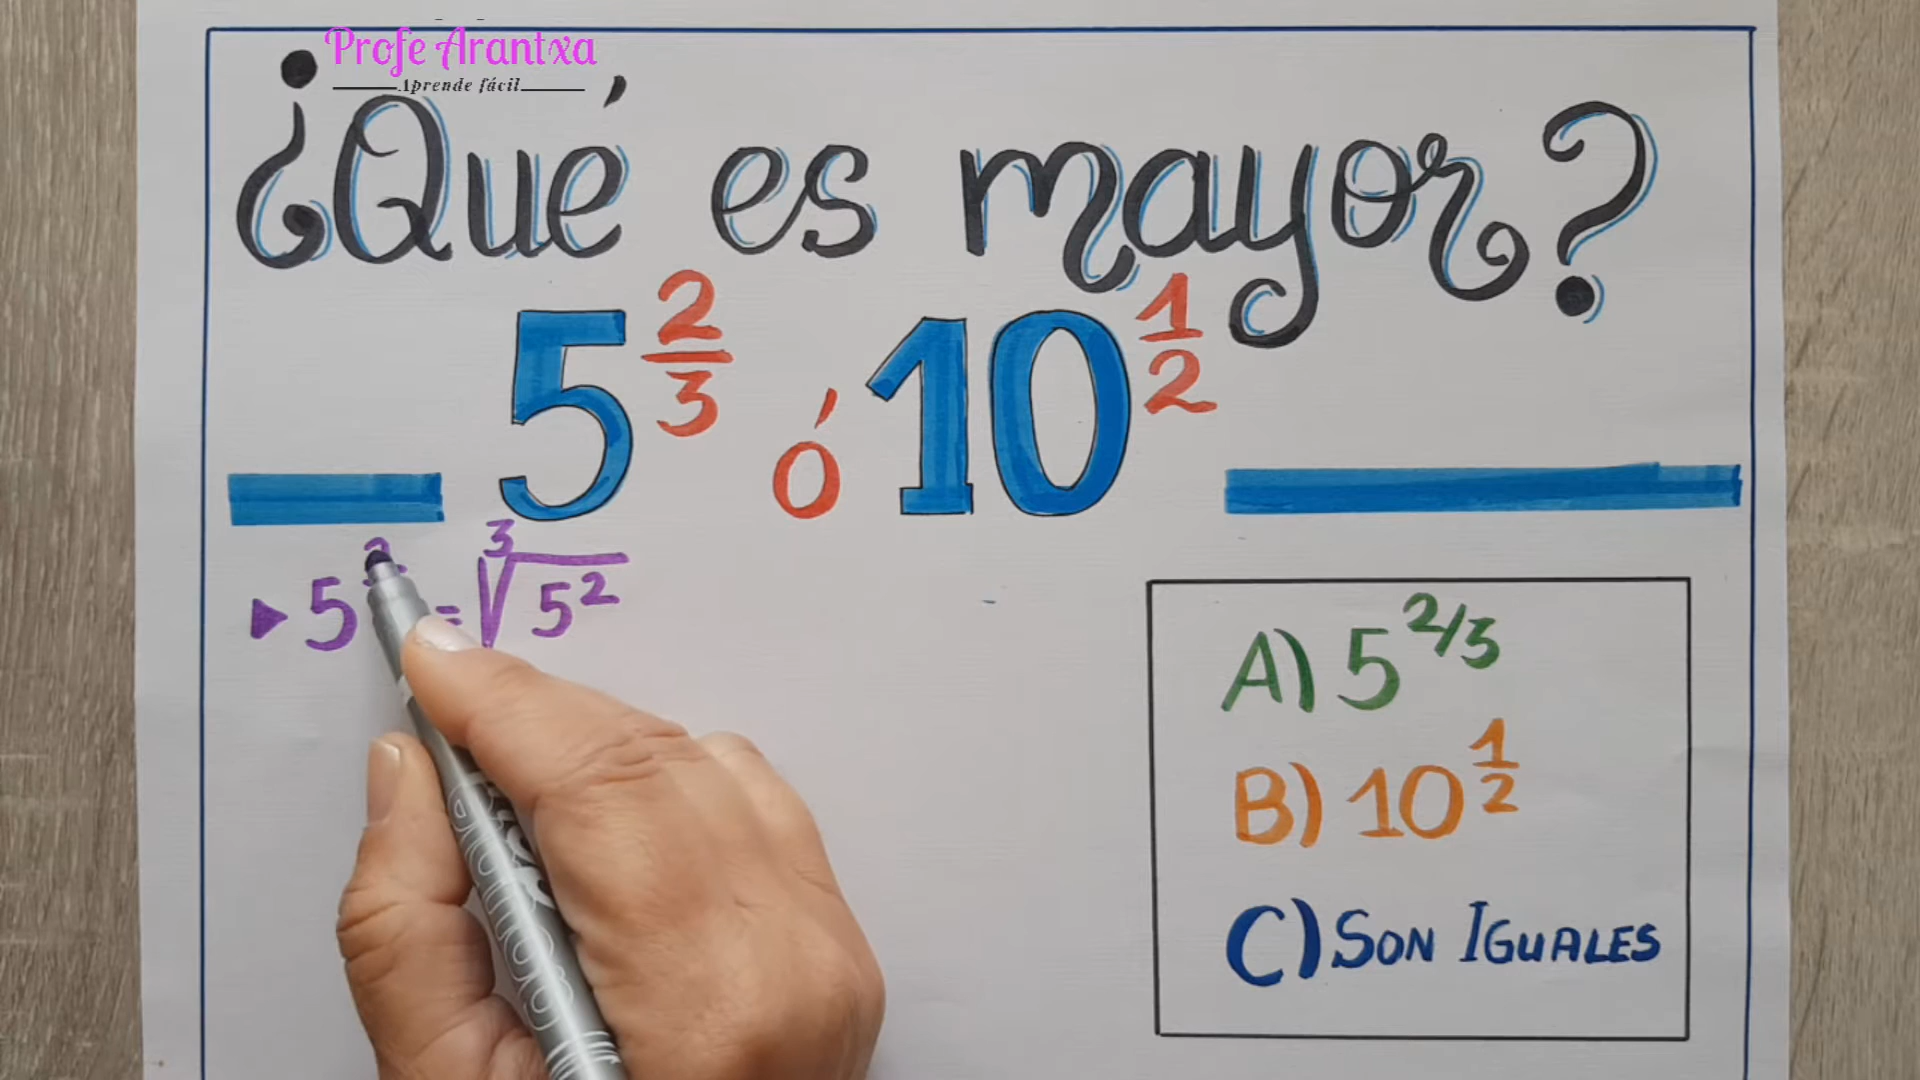 Profe Arantxa
Aprende fácil
¿Qué es mayor?
5^(2/3) ó 10^(1/2)
▶ 5 = ∛5²
A) 5^(2/3)
B) 10^(1/2)
C) SON IGUALES